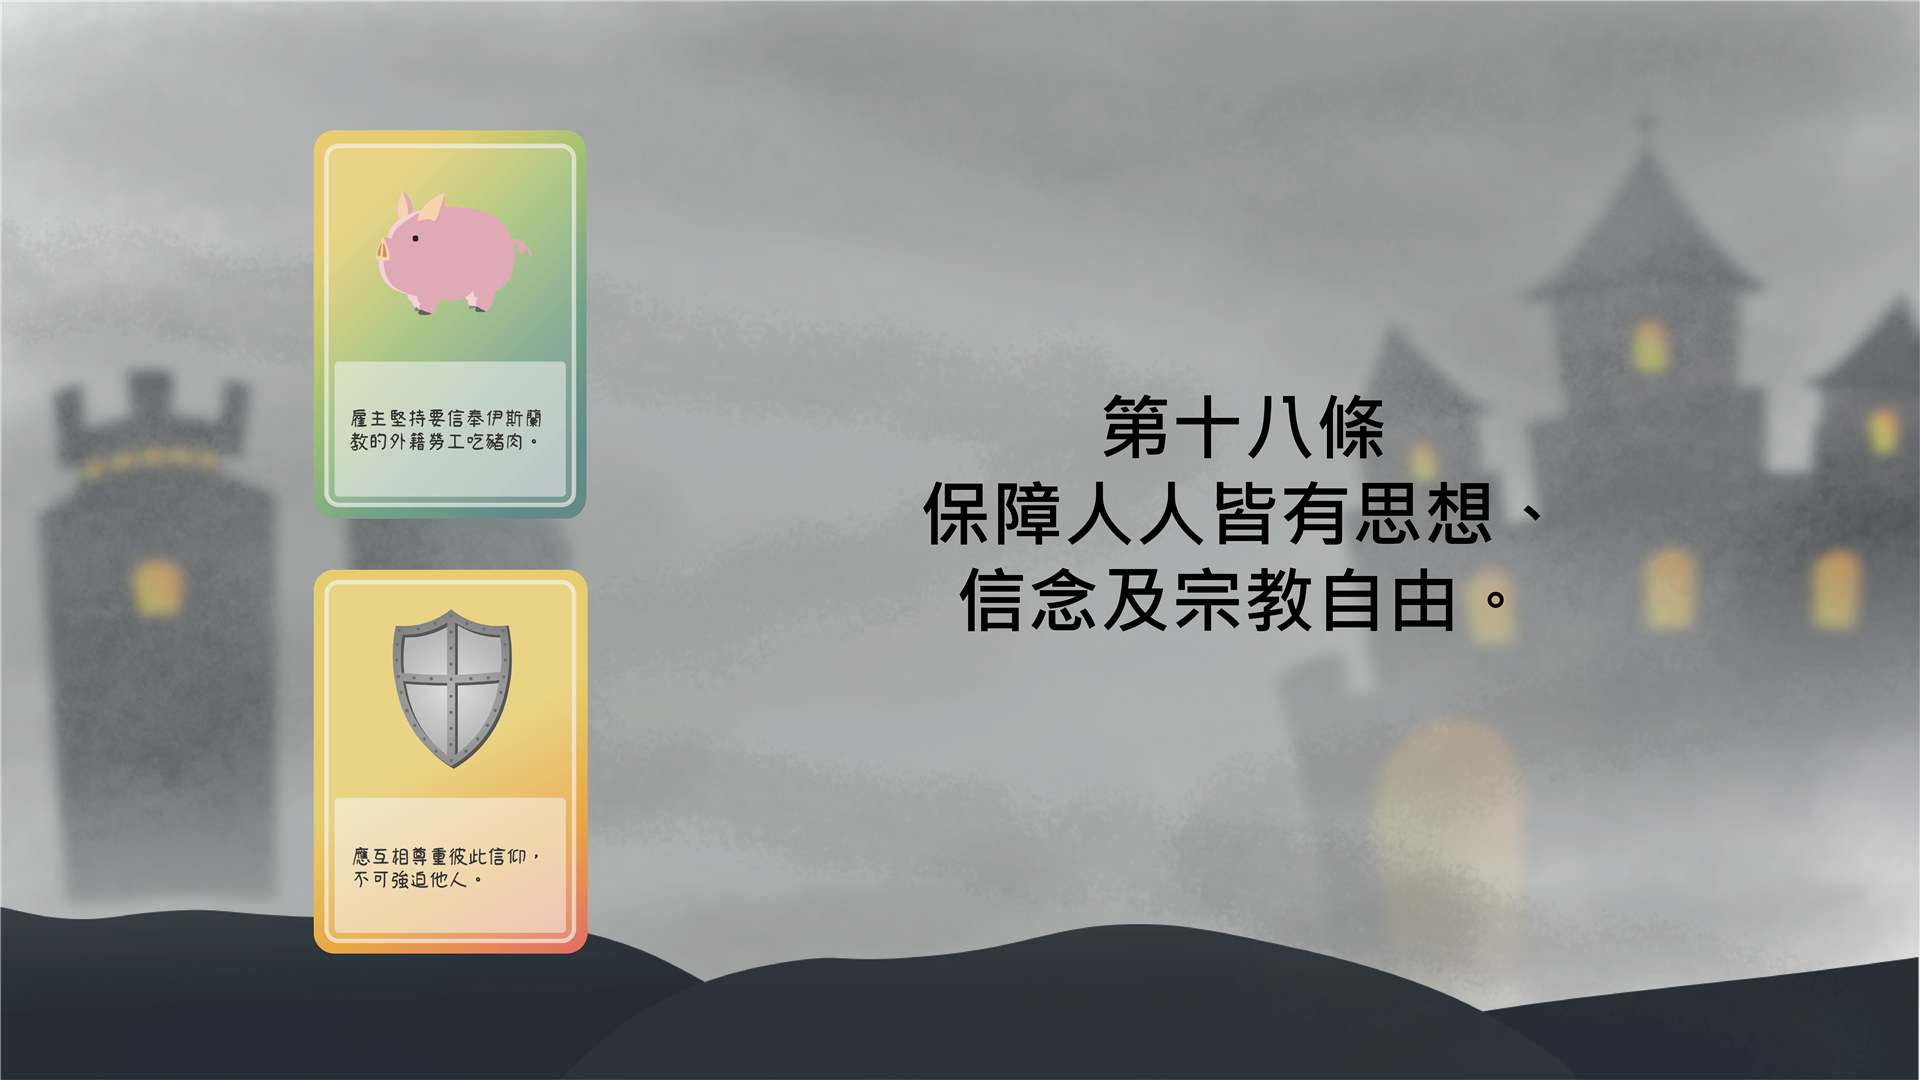 雇主堅持要信奉伊斯蘭
教的外籍勞工吃豬肉。
應互相尊重彼此信仰，
不可強迫他人。
第十八條
保障人人皆有思想、
信念及宗教自由。